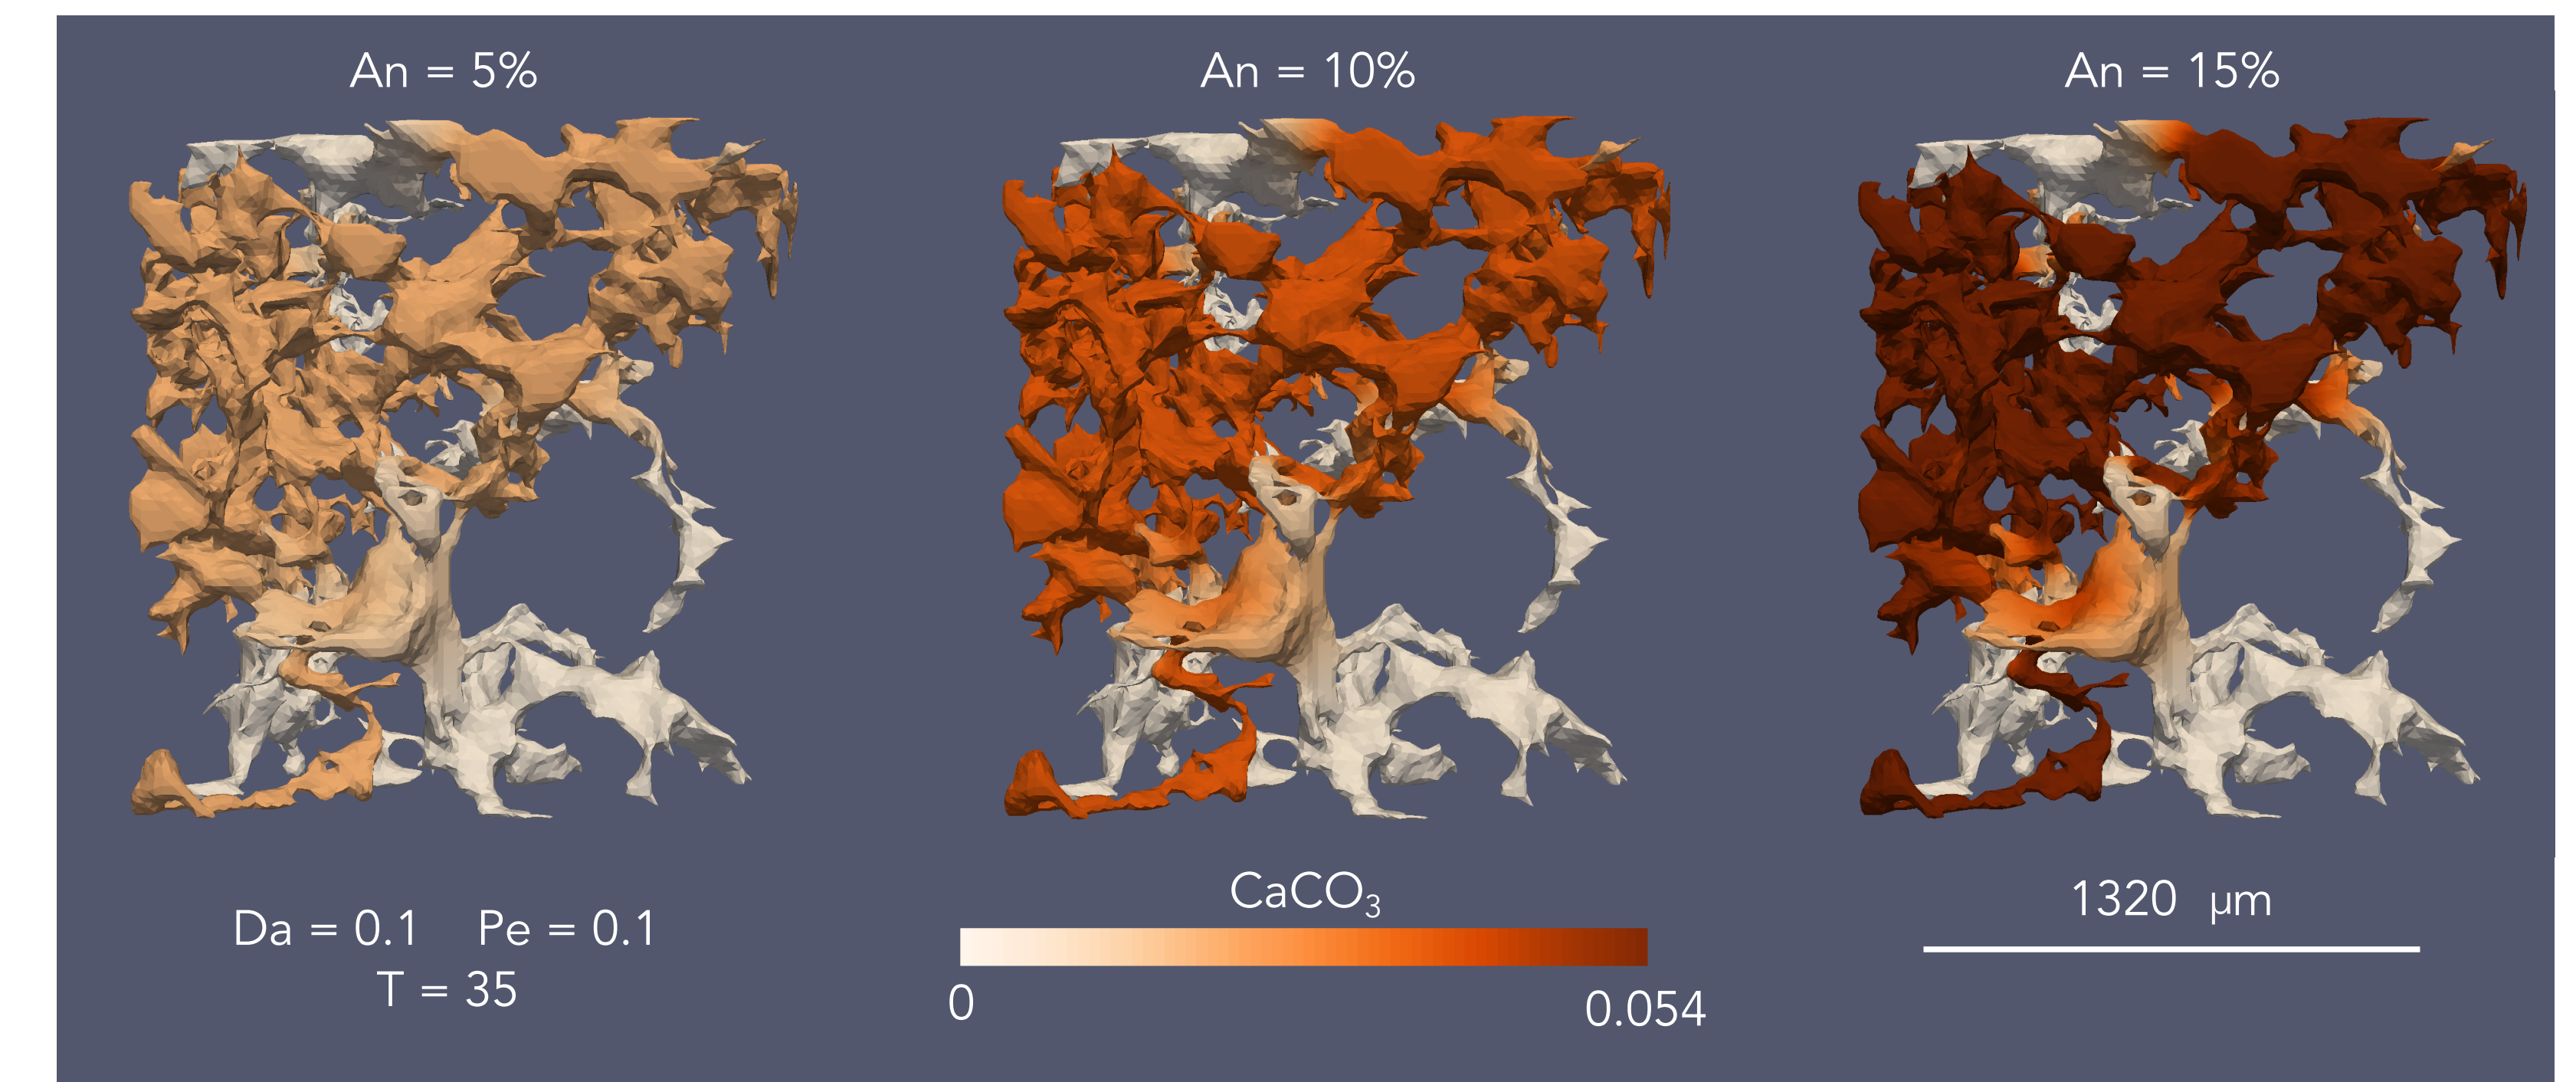 An = 5%
An = 10%
An = 15%
Da = 0.1 Pe = 0.1
T = 35
CaCO₃
0
0.054
1320 µm